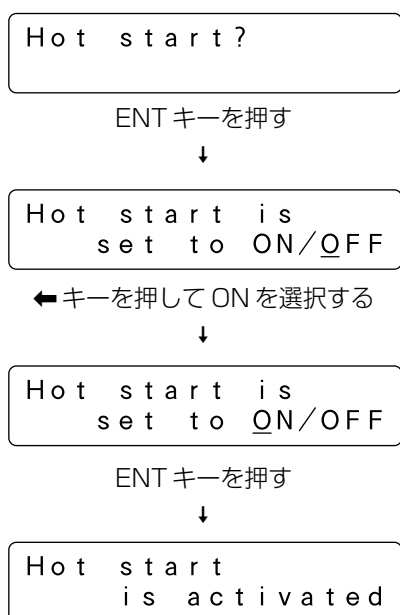 Hot start?
ENTキーを押す
↓
Hot start is
set to ON/OFF
⬅キーを押してONを選択する
↓
Hot start is
set to ON/OFF
ENTキーを押す
↓
Hot start
is activated